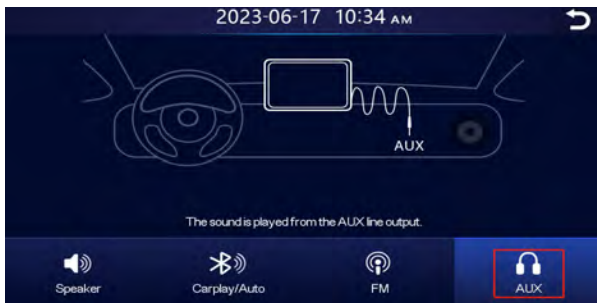 2023-06-17 10:34 AM
AUX
The sound is played from the AUX line output.
Speaker
Carplay/Auto
FM
AUX